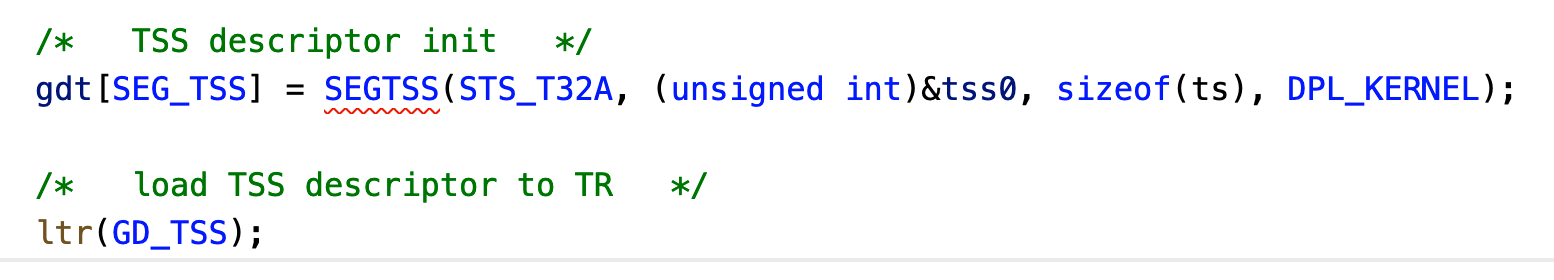 /*   TSS descriptor init   */
gdt[SEG_TSS] = SEGTSS(STS_T32A, (unsigned int)&tss0, sizeof(ts), DPL_KERNEL);
/*   load TSS descriptor to TR   */
ltr(GD_TSS);